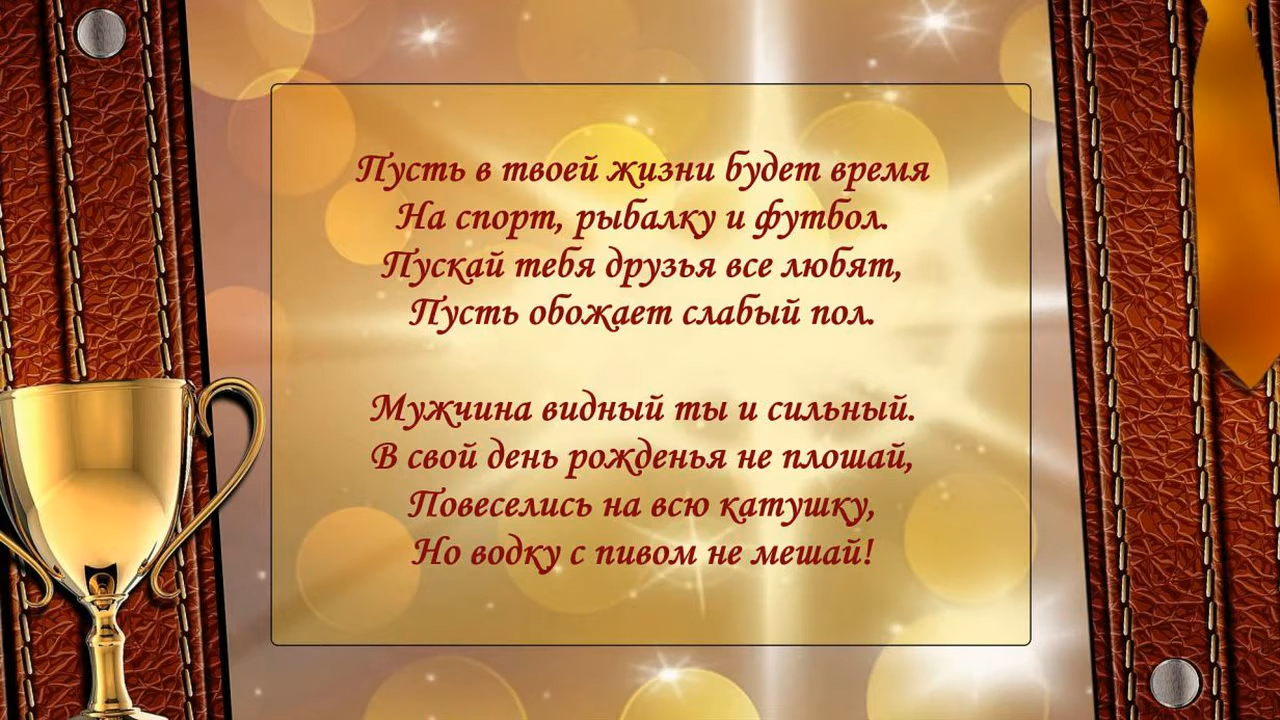 Пусть в твоей жизни будет время
На спорт, рыбалку и футбол.
Пускай тебя друзья все любят,
Пусть обожает слабый пол.
Мужчина видный ты и сильный.
В свой день рожденья не плошай,
Повеселись на всю катушку,
Но водку с пивом не мешай!